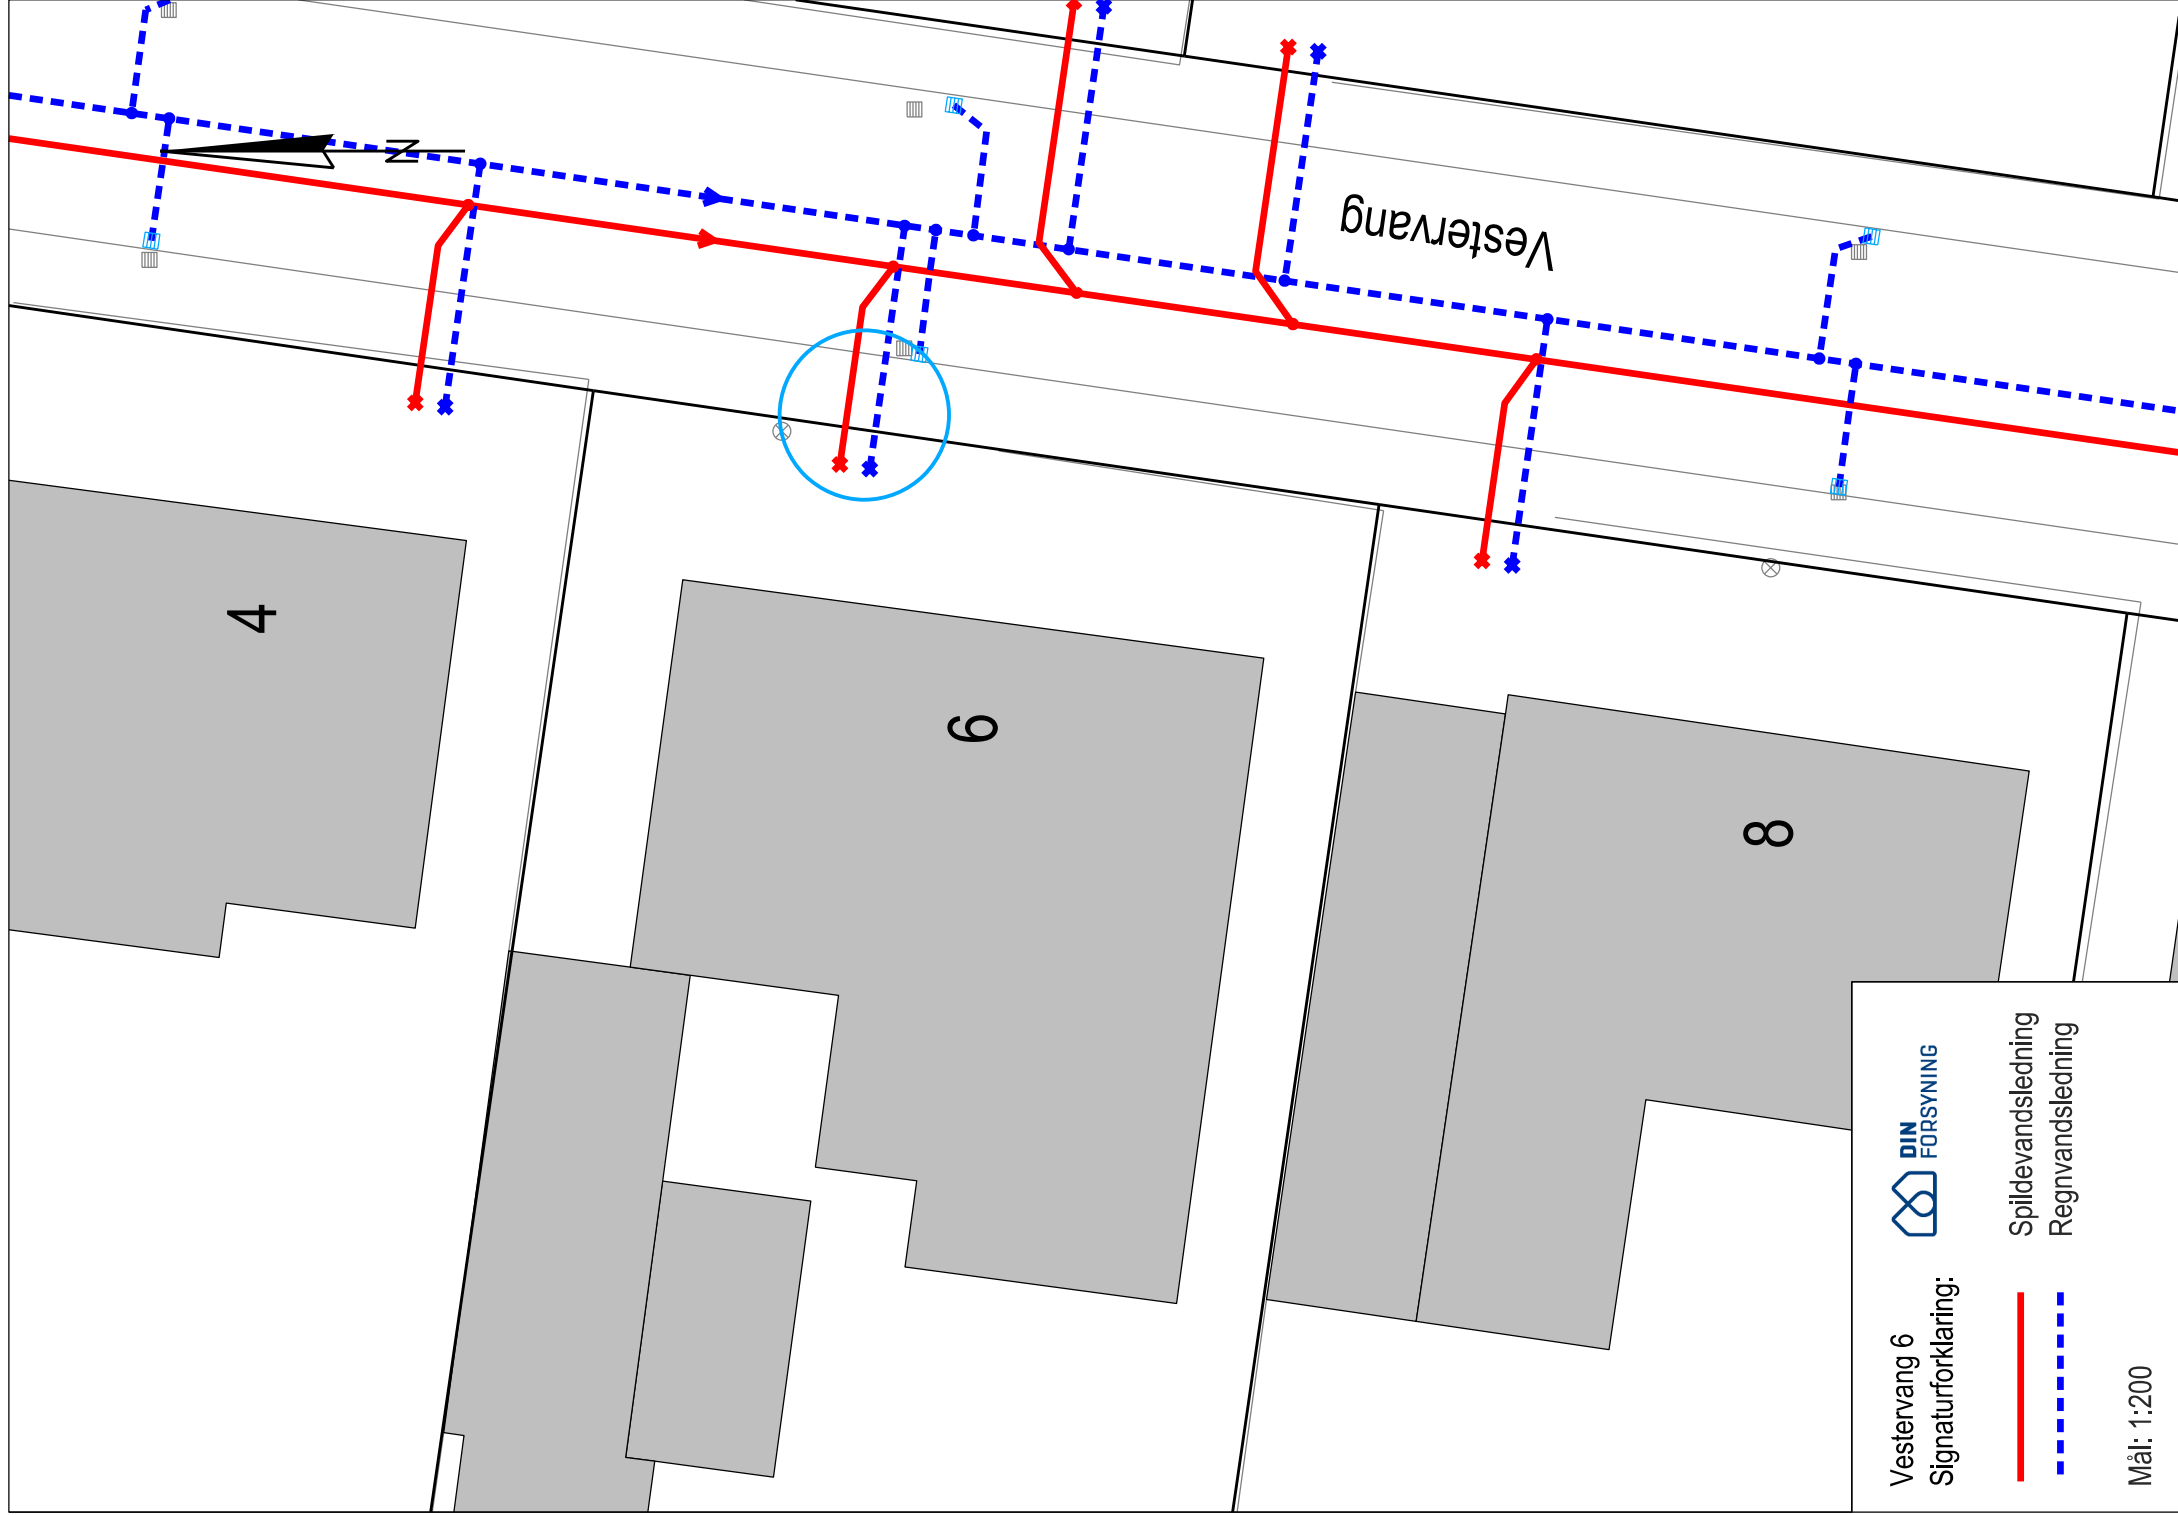 N
Vestervang
4
6
8
Vestervang 6
Signaturforklaring:
DIN
FORSYNING
Spildevandsledning
Regnvandsledning
Mål: 1:200